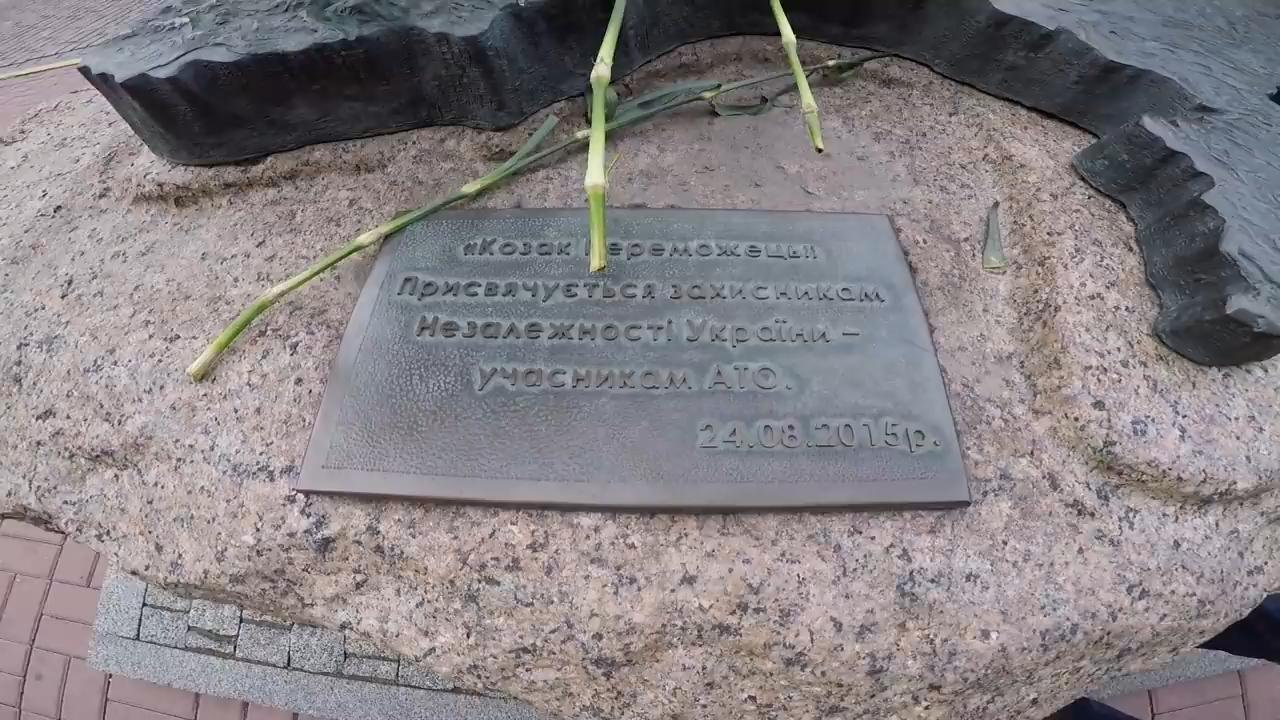 «Козак Переможець»
Присвячується захисникам
Незалежності України –
учасникам АТО.
24.08.2015р.